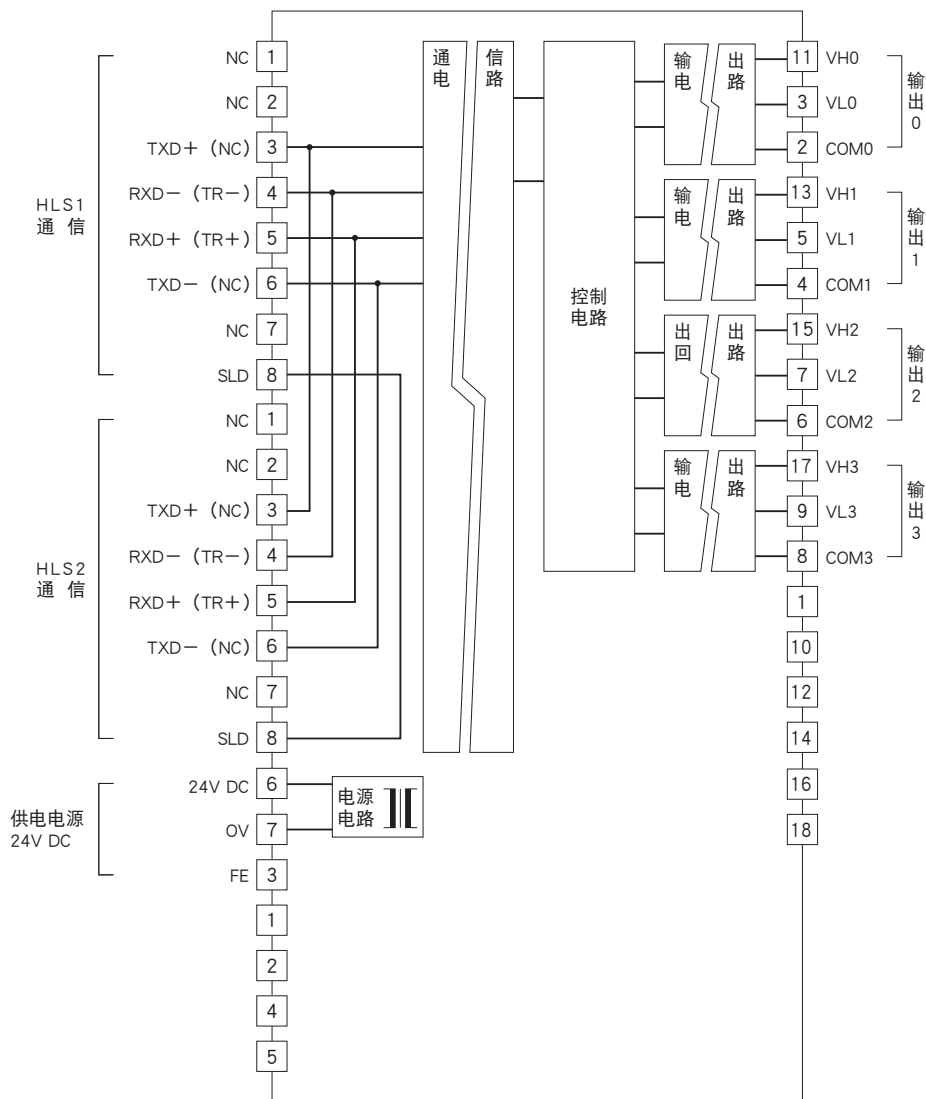 HLS1
通 信
NC 1
NC 2
TXD+ (NC) 3
RXD− (TR−) 4
RXD+ (TR+) 5
TXD− (NC) 6
NC 7
SLD 8
HLS2
通 信
NC 1
NC 2
TXD+ (NC) 3
RXD− (TR−) 4
RXD+ (TR+) 5
TXD− (NC) 6
NC 7
SLD 8
供电电源
24V DC
24V DC 6
0V 7
FE 3
1
2
4
5
电源
电路
通 信
电 路
控制
电路
输 出
电 路
11 VH0
3 VL0
2 COM0
输出0
输 出
电 路
13 VH1
5 VL1
4 COM1
输出1
出 出
回 路
15 VH2
7 VL2
6 COM2
输出2
输 出
电 路
17 VH3
9 VL3
8 COM3
输出3
1
10
12
14
16
18